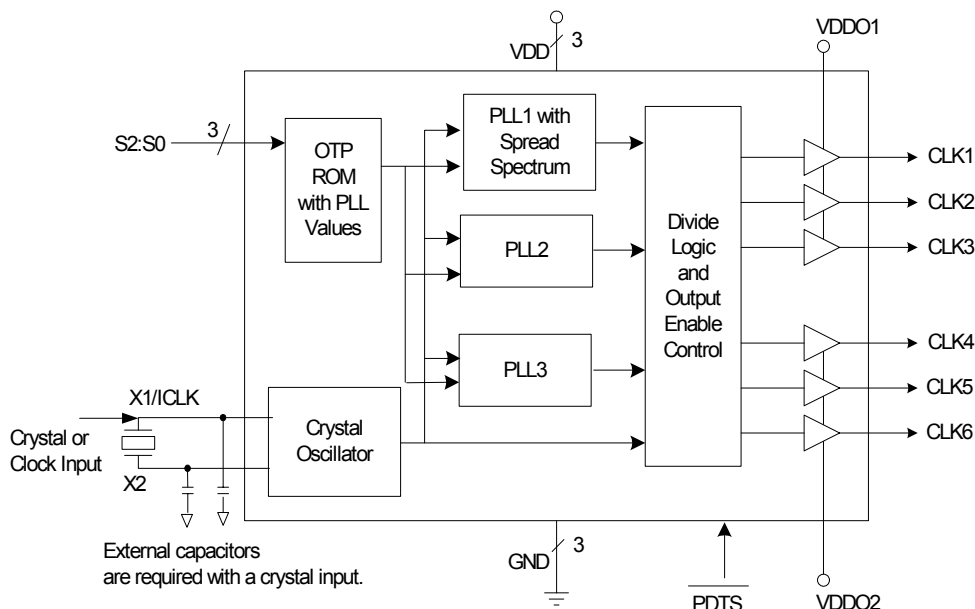 VDD
3
VDDO1
S2:S0
3
OTP
ROM
with PLL
Values
PLL1 with
Spread
Spectrum
PLL2
PLL3
Divide
Logic
and
Output
Enable
Control
CLK1
CLK2
CLK3
CLK4
CLK5
CLK6
X1/ICLK
Crystal or
Clock Input
X2
Crystal
Oscillator
External capacitors
are required with a crystal input.
GND
3
PDTS
VDDO2